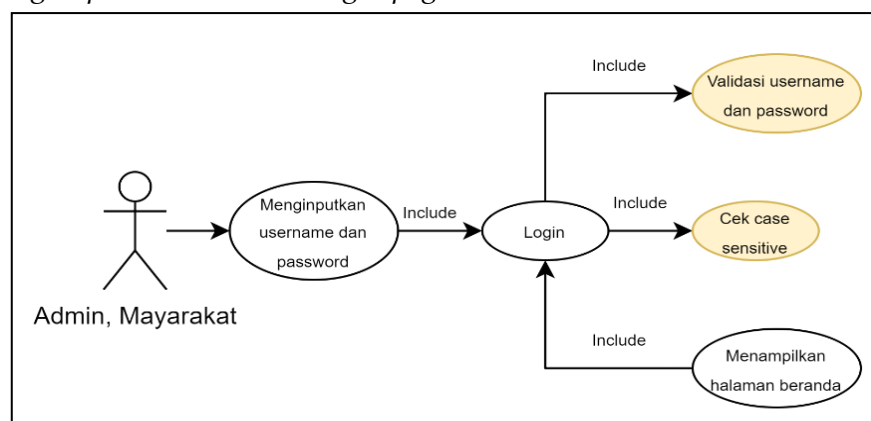 Include
Validasi username
dan password
Menginputkan
username dan
password
Include
Login
Include
Cek case
sensitive
Admin, Mayarakat
Include
Menampilkan
halaman beranda